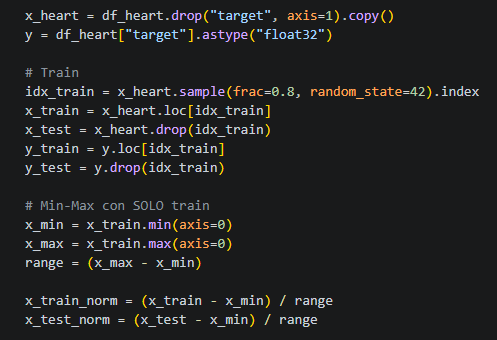 x_heart = df_heart.drop("target", axis=1).copy()
y = df_heart["target"].astype("float32")
# Train
idx_train = x_heart.sample(frac=0.8, random_state=42).index
x_train = x_heart.loc[idx_train]
x_test = x_heart.drop(idx_train)
y_train = y.loc[idx_train]
y_test = y.drop(idx_train)
# Min-Max con SOLO train
x_min = x_train.min(axis=0)
x_max = x_train.max(axis=0)
range = (x_max - x_min)
x_train_norm = (x_train - x_min) / range
x_test_norm = (x_test - x_min) / range